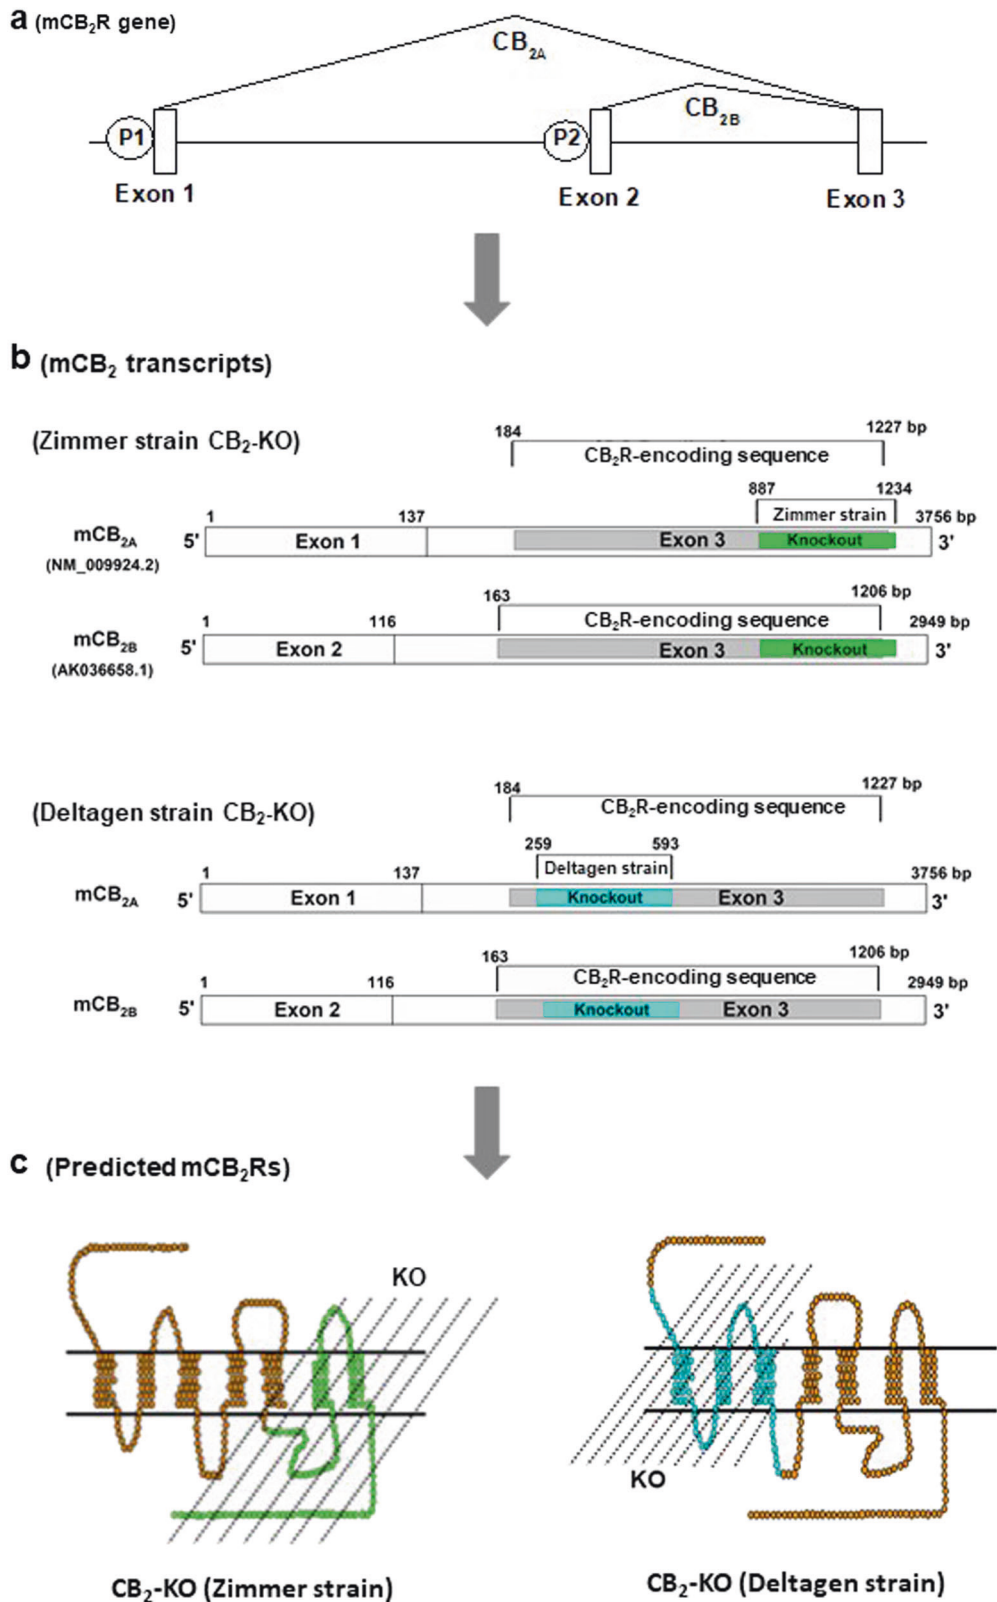 a (mCB₂R gene)
CB₂A
CB₂B
P1
P2
Exon 1
Exon 2
Exon 3
b (mCB₂ transcripts)
(Zimmer strain CB₂-KO)
184
1227 bp
CB₂R-encoding sequence
887
1234
Zimmer strain
1
137
3756 bp
mCB₂A
(NM_009924.2)
5'
Exon 1
Exon 3
Knockout
3'
163
1206 bp
CB₂R-encoding sequence
1
116
2949 bp
mCB₂B
(AK036658.1)
5'
Exon 2
Exon 3
Knockout
3'
(Deltagen strain CB₂-KO)
184
1227 bp
CB₂R-encoding sequence
259
593
Deltagen strain
1
137
3756 bp
mCB₂A
5'
Exon 1
Knockout
Exon 3
3'
163
1206 bp
CB₂R-encoding sequence
1
116
2949 bp
mCB₂B
5'
Exon 2
Knockout
Exon 3
3'
c (Predicted mCB₂Rs)
KO
KO
CB₂-KO (Zimmer strain)
CB₂-KO (Deltagen strain)